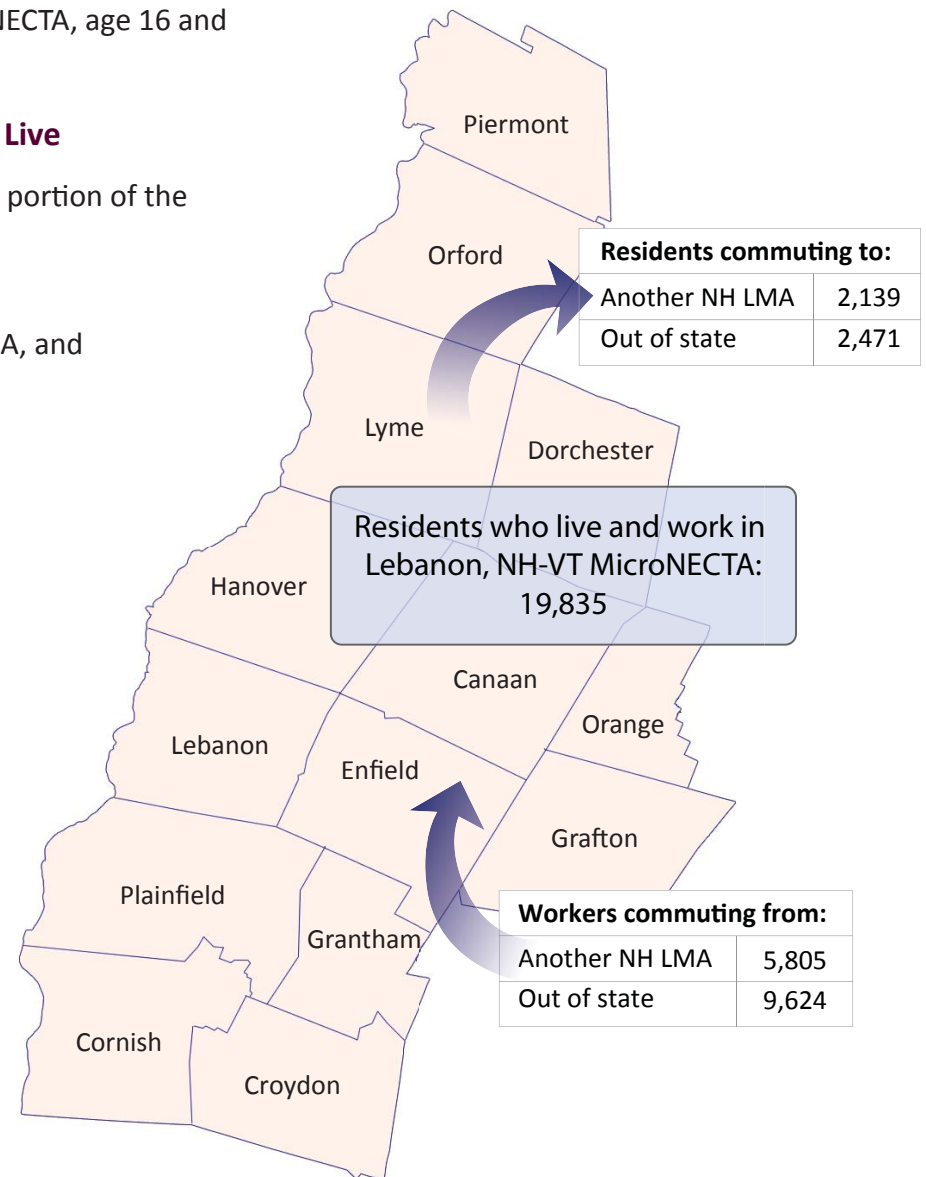 NECTA, age 16 and
Live
portion of the
A, and
Piermont
Orford
Residents commuting to:
Another NH LMA 2,139
Out of state 2,471
Lyme
Dorchester
Residents who live and work in
Lebanon, NH-VT MicroNECTA:
19,835
Hanover
Canaan
Orange
Lebanon
Enfield
Grafton
Plainfield
Grantham
Workers commuting from:
Another NH LMA 5,805
Out of state 9,624
Cornish
Croydon